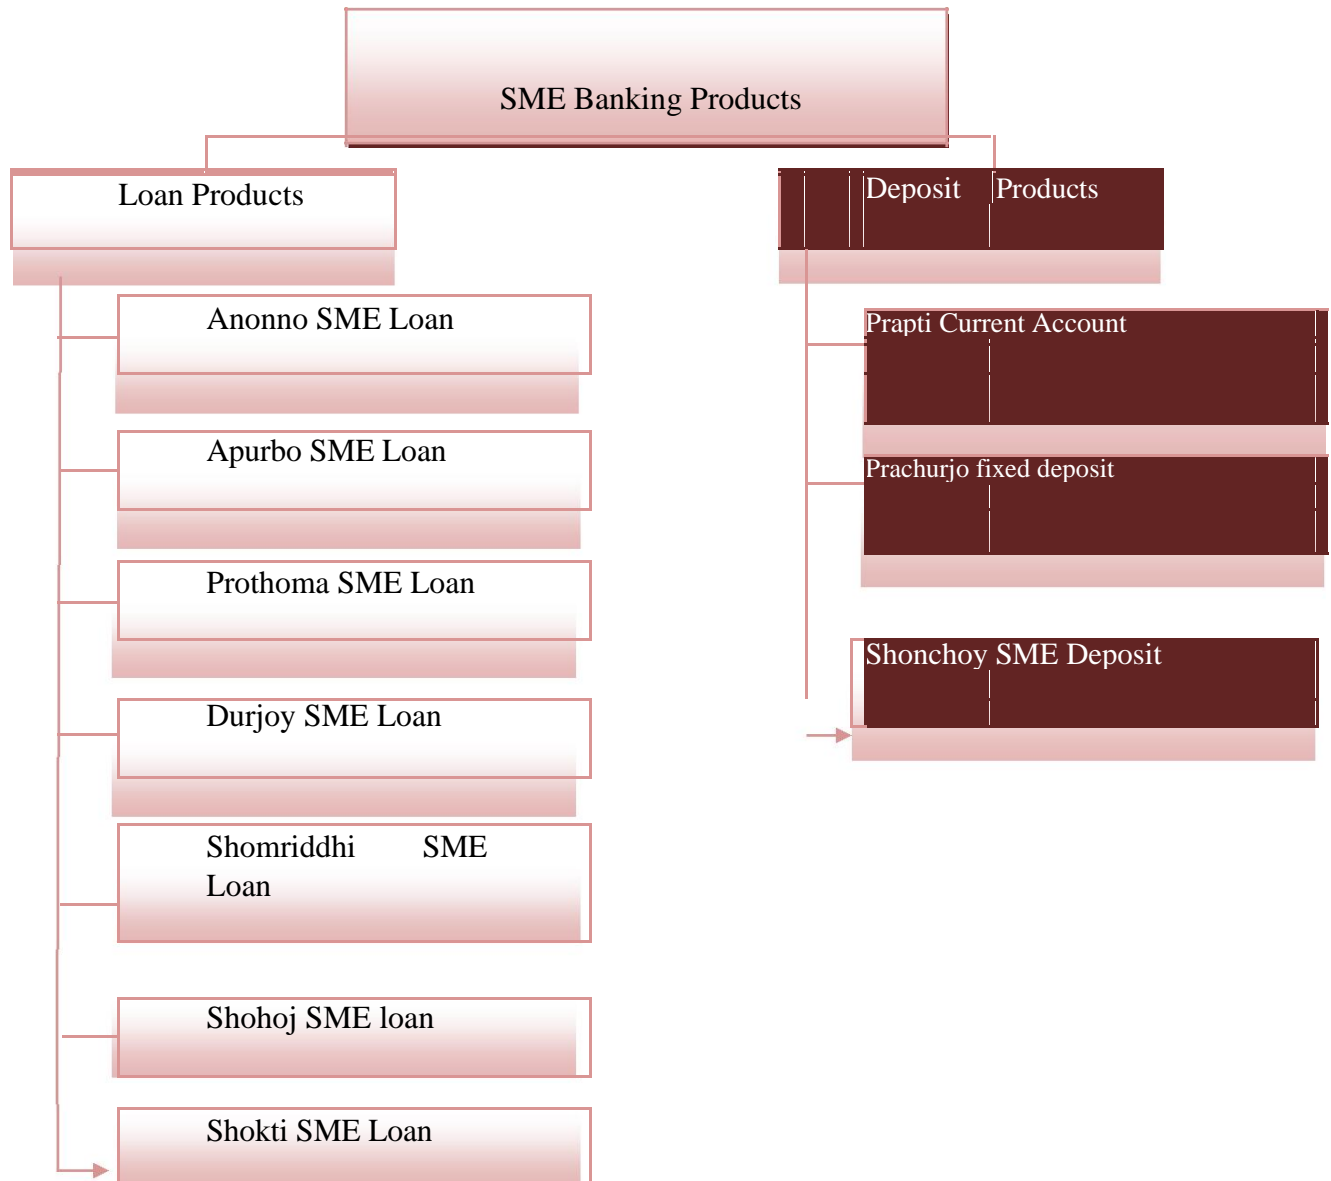 SME Banking Products
Loan Products
Anonno SME Loan
Apurbo SME Loan
Prothoma SME Loan
Durjoy SME Loan
Shomriddhi SME
Loan
Shohoj SME loan
Shokti SME Loan
Deposit Products
Prapti Current Account
Prachurjo fixed deposit
Shonchoy SME Deposit